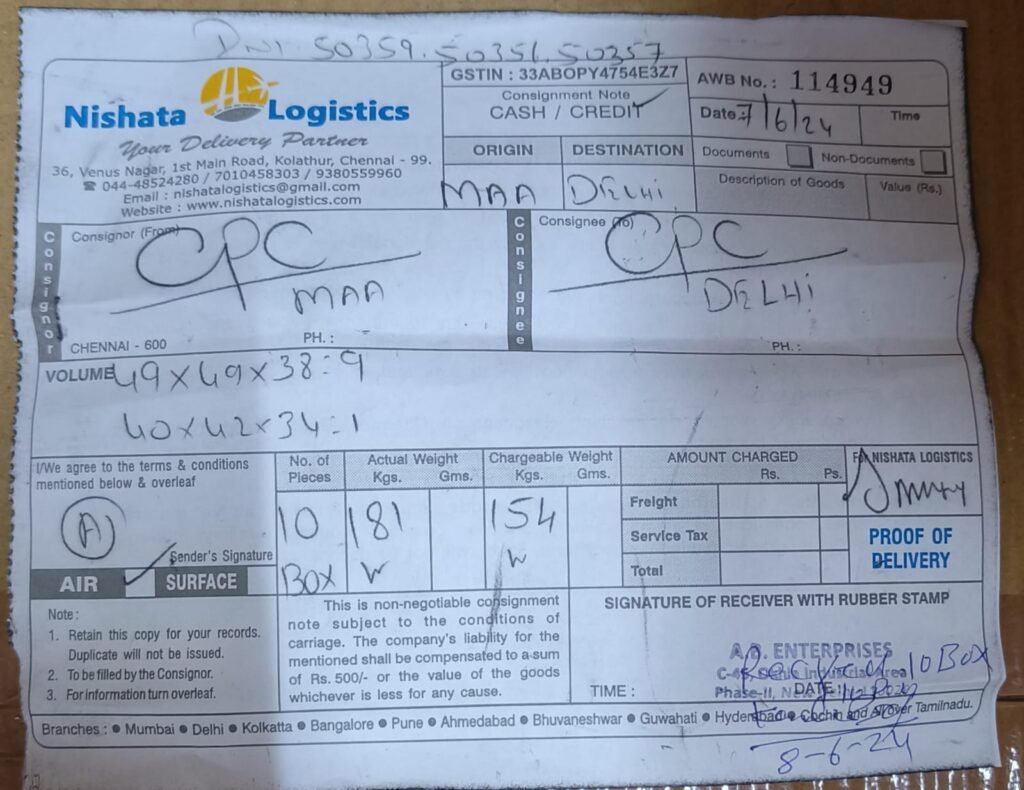 DNI. 50359. 50356. 50357
Nishata Logistics
Your Delivery Partner
36, Venus Nagar, 1st Main Road, Kolathur, Chennai - 99.
☎ 044-48524280 / 7010458303 / 9380559960
Email : nishatalogistics@gmail.com
Website : www.nishatalogistics.com
GSTIN : 33ABOPY4754E3Z7
Consignment Note
CASH / CREDIT
AWB No.: 114949
Date: 7/6/24
Time
ORIGIN DESTINATION
MAA DELHI
Documents Non-Documents
Description of Goods Value (Rs.)
Consignor
Consignor (From)
CPC
MAA
CHENNAI - 600 PH. :
Consignee
Consignee (To)
CPC
DELHI
PH. :
VOLUME 49x49x38=9
40x42x34=1
I/We agree to the terms & conditions
mentioned below & overleaf
A1
Sender's Signature
AIR ✓ SURFACE
No. of Pieces
10
BOX
Actual Weight
Kgs. Gms.
181
W
Chargeable Weight
Kgs. Gms.
154
W
AMOUNT CHARGED
Rs. Ps.
Freight
Service Tax
Total
For NISHATA LOGISTICS
PROOF OF
DELIVERY
Note :
1. Retain this copy for your records.
Duplicate will not be issued.
2. To be filled by the Consignor.
3. For information turn overleaf.
This is non-negotiable consignment
note subject to the conditions of
carriage. The company's liability for the
mentioned shall be compensated to a sum
of Rs. 500/- or the value of the goods
whichever is less for any cause.
SIGNATURE OF RECEIVER WITH RUBBER STAMP
ENTERPRISES
Received 10 Box
Phase-II,
TIME : DATE :
8-6-24
Branches : ● Mumbai ● Delhi ● Kolkatta ● Bangalore ● Pune ● Ahmedabad ● Bhuvaneshwar ● Guwahati ● Hyderabad ● Cochin and All over Tamilnadu.